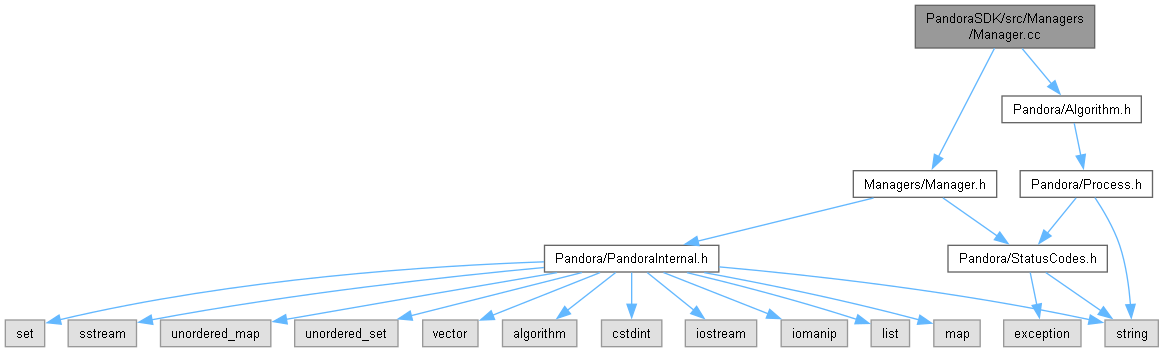 PandoraSDK/src/Managers
/Manager.cc
Pandora/Algorithm.h
Managers/Manager.h
Pandora/Process.h
Pandora/PandoraInternal.h
Pandora/StatusCodes.h
set
sstream
unordered_map
unordered_set
vector
algorithm
cstdint
iostream
iomanip
list
map
exception
string